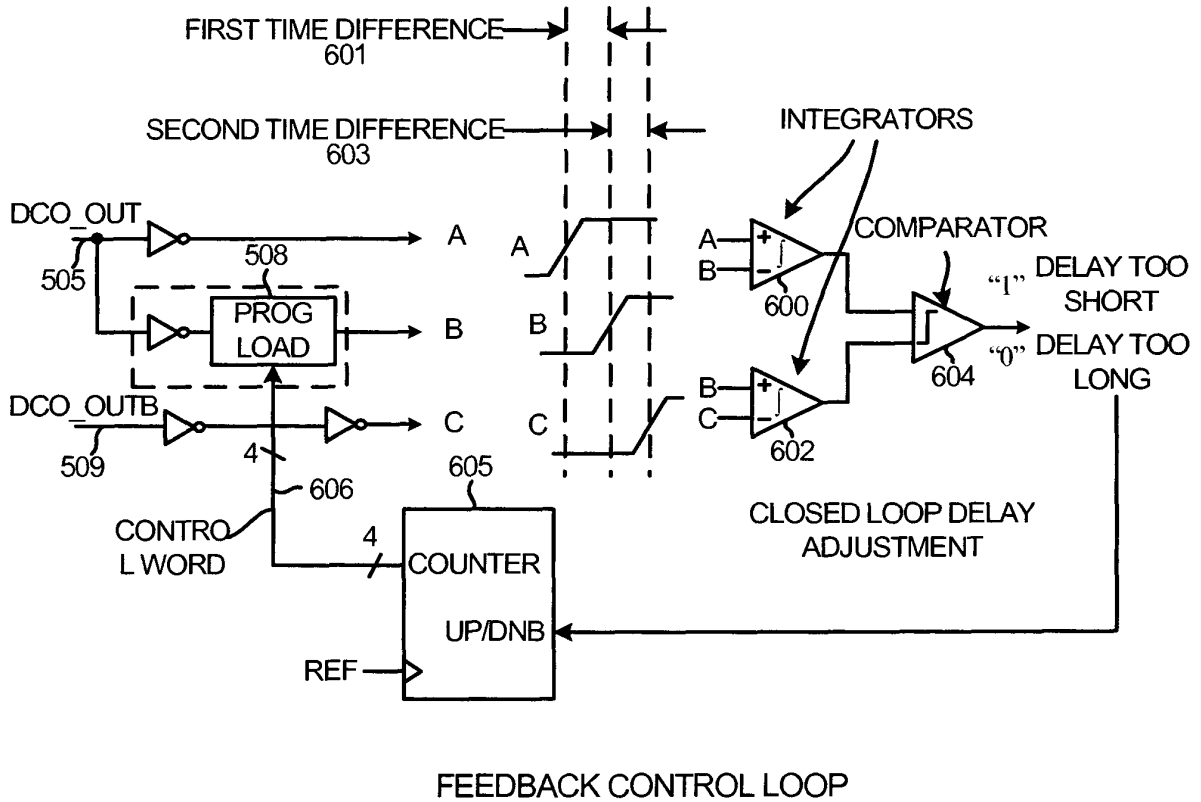 FIRST TIME DIFFERENCE
601
SECOND TIME DIFFERENCE
603
INTEGRATORS
DCO_OUT
505
A
508
PROG
LOAD
B
DCO_OUTB
509
C
4
606
CONTRO
L WORD
A
B
C
A
+
B
−
∫
600
B
+
C
−
∫
602
COMPARATOR
604
“1” DELAY TOO
SHORT
“0” DELAY TOO
LONG
605
4
COUNTER
UP/DNB
REF
CLOSED LOOP DELAY
ADJUSTMENT
FEEDBACK CONTROL LOOP